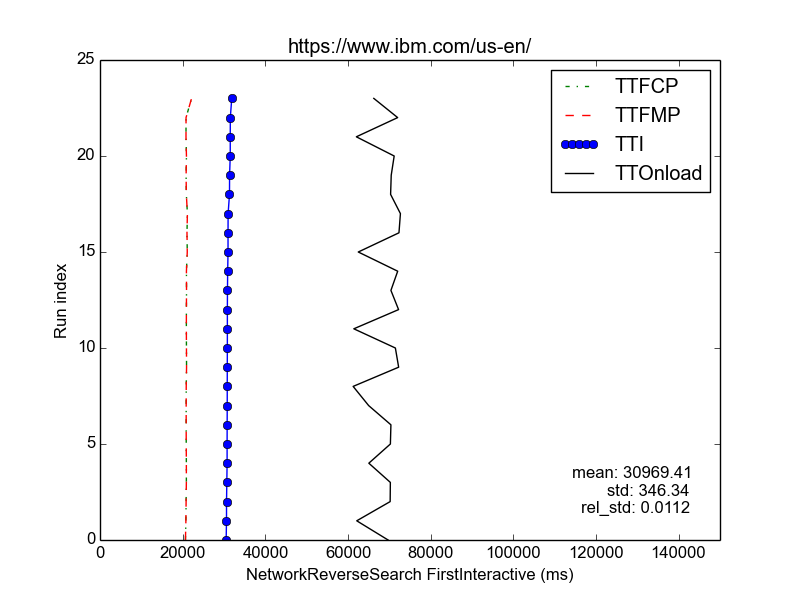 https://www.ibm.com/us-en/
25
20
15
10
5
0
Run index
TTFCP
TTFMP
TTI
TTOnload
mean: 30969.41
std: 346.34
rel_std: 0.0112
0 20000 40000 60000 80000 100000 120000 140000
NetworkReverseSearch FirstInteractive (ms)